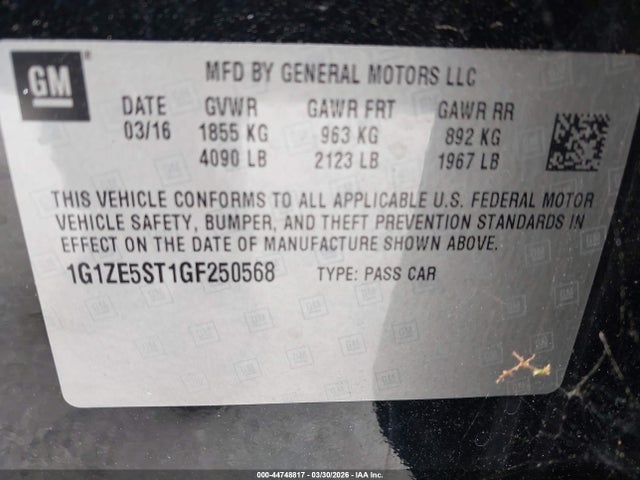 GM
MFD BY GENERAL MOTORS LLC
DATE GVWR GAWR FRT GAWR RR
03/16 1855 KG 963 KG 892 KG
4090 LB 2123 LB 1967 LB
THIS VEHICLE CONFORMS TO ALL APPLICABLE U.S. FEDERAL MOTOR
VEHICLE SAFETY, BUMPER, AND THEFT PREVENTION STANDARDS IN
EFFECT ON THE DATE OF MANUFACTURE SHOWN ABOVE.
1G1ZE5ST1GF250568 TYPE: PASS CAR
000-44748817 - 03/30/2026 - IAA Inc.